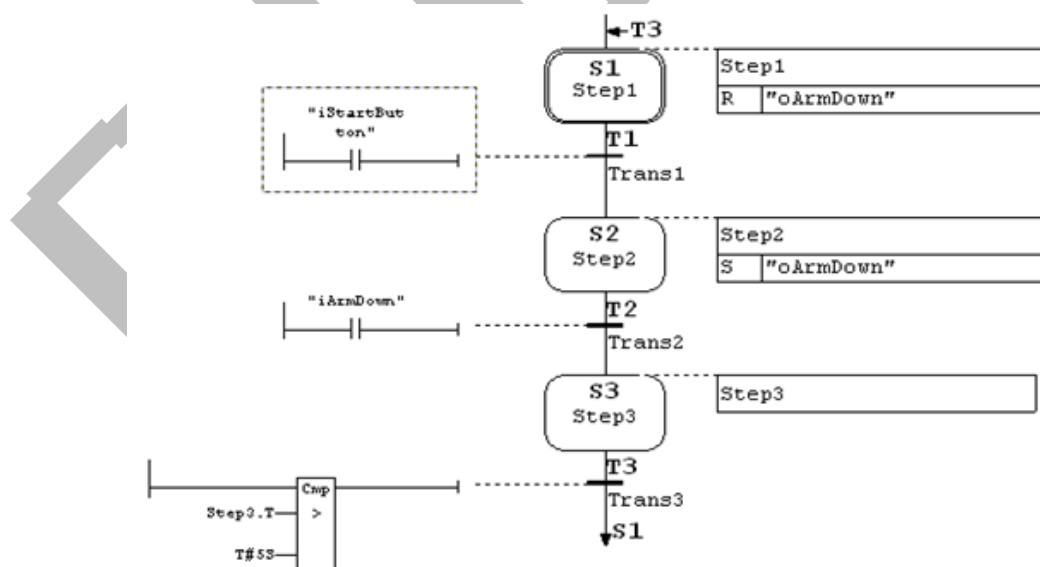 T3
S1
Step1
Step1
R "oArmDown"
"iStartBut
ton"
T1
Trans1
S2
Step2
Step2
S "oArmDown"
"iArmDown"
T2
Trans2
S3
Step3
Step3
T3
Trans3
Cmp
Step3.T
>
T#5S
S1